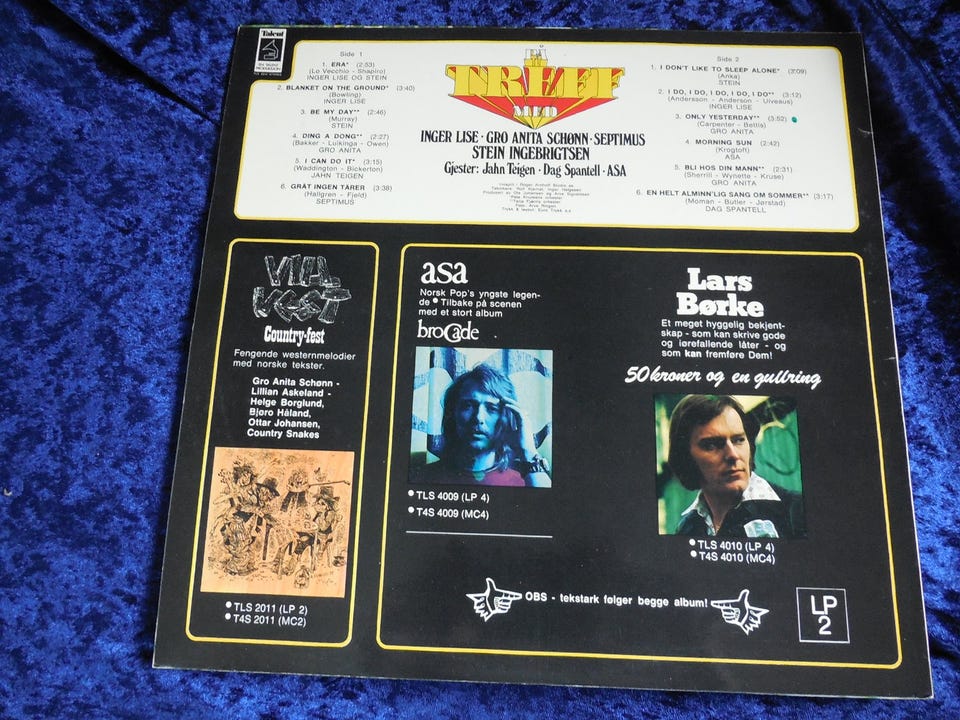 Talent
Side 1
1. ERA* (2:53)
(Lo Vecchio - Shapiro)
INGER LISE OG STEIN
2. BLANKET ON THE GROUND* (3:40)
(Bowling)
INGER LISE
3. BE MY DAY** (2:46)
(Murray)
STEIN
4. DING A DONG** (2:27)
(Bakker - Luikinga - Owen)
GRO ANITA
5. I CAN DO IT* (3:15)
(Waddington - Bickerton)
JAHN TEIGEN
6. GRÅT INGEN TÅRER (3:38)
(Hallgren - Fjeld)
SEPTIMUS
PÅ
TREFF
MED
INGER LISE · GRO ANITA SCHØNN · SEPTIMUS
STEIN INGEBRIGTSEN
Gjester: Jahn Teigen · Dag Spantell · ASA
Side 2
1. I DON'T LIKE TO SLEEP ALONE* (3:09)
(Anka)
STEIN
2. I DO, I DO, I DO, I DO, I DO** (3:12)
(Andersson - Anderson - Ulveaus)
INGER LISE
3. ONLY YESTERDAY** (3:52)
(Carpenter - Bettis)
GRO ANITA
4. MORNING SUN (2:42)
(Krogtoft)
ASA
5. BLI HOS DIN MANN** (2:31)
(Sherrill - Wynette - Kruse)
GRO ANITA
6. EN HELT ALMINN'LIG SANG OM SOMMER** (3:17)
(Moman - Butler - Jørstad)
DAG SPANTELL
VILL
VEST
Country-fest
Fengende westernmelodier
med norske tekster.
Gro Anita Schønn -
Lillian Askeland -
Helge Borglund,
Bjøro Håland,
Ottar Johansen,
Country Snakes
• TLS 2011 (LP 2)
• T4S 2011 (MC2)
asa
Norsk Pop's yngste legen-
de • Tilbake på scenen
med et stort album
broCade
• TLS 4009 (LP 4)
• T4S 4009 (MC4)
Lars
Børke
Et meget hyggelig bekjent-
skap - som kan skrive gode
og iørefallende låter - og
som kan fremføre Dem!
50 kroner og en gullring
• TLS 4010 (LP 4)
• T4S 4010 (MC4)
OBS - tekstark følger begge album!
LP
2